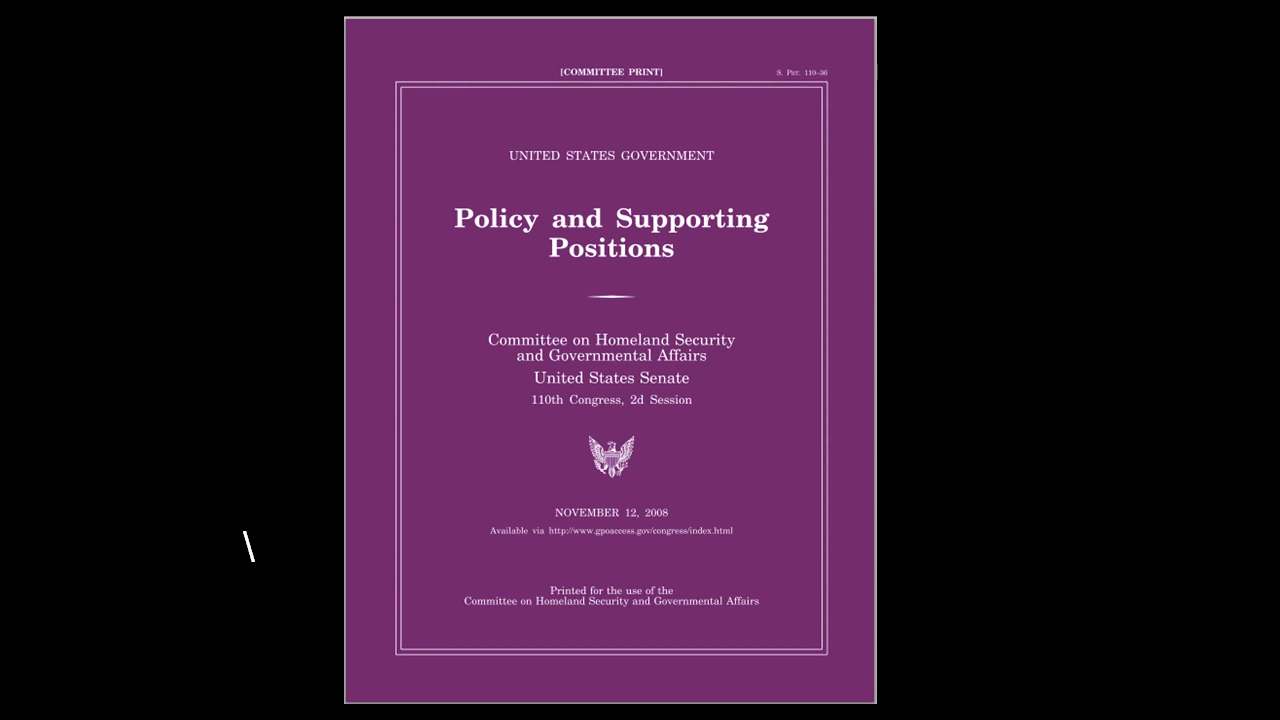 [COMMITTEE PRINT]
S. PRT. 110–36
UNITED STATES GOVERNMENT
Policy and Supporting
Positions
Committee on Homeland Security
and Governmental Affairs
United States Senate
110th Congress, 2d Session
NOVEMBER 12, 2008
Available via http://www.gpoaccess.gov/congress/index.html
\
Printed for the use of the
Committee on Homeland Security and Governmental Affairs